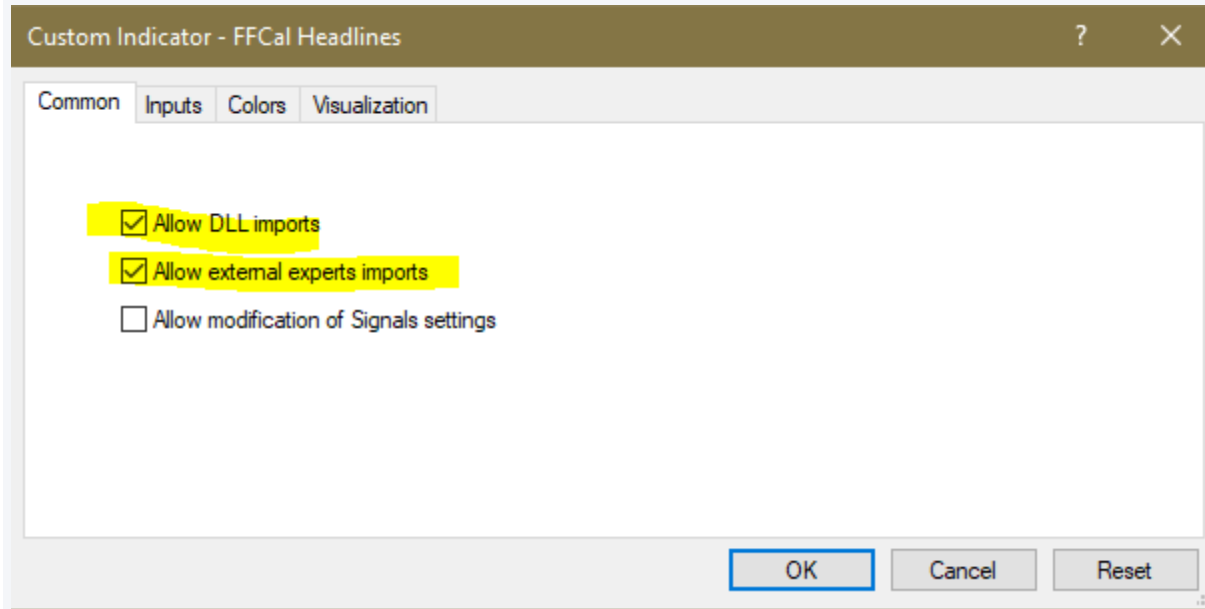 Custom Indicator - FFCal Headlines ? ×
Common Inputs Colors Visualization
Allow DLL imports
Allow external experts imports
Allow modification of Signals settings
OK Cancel Reset